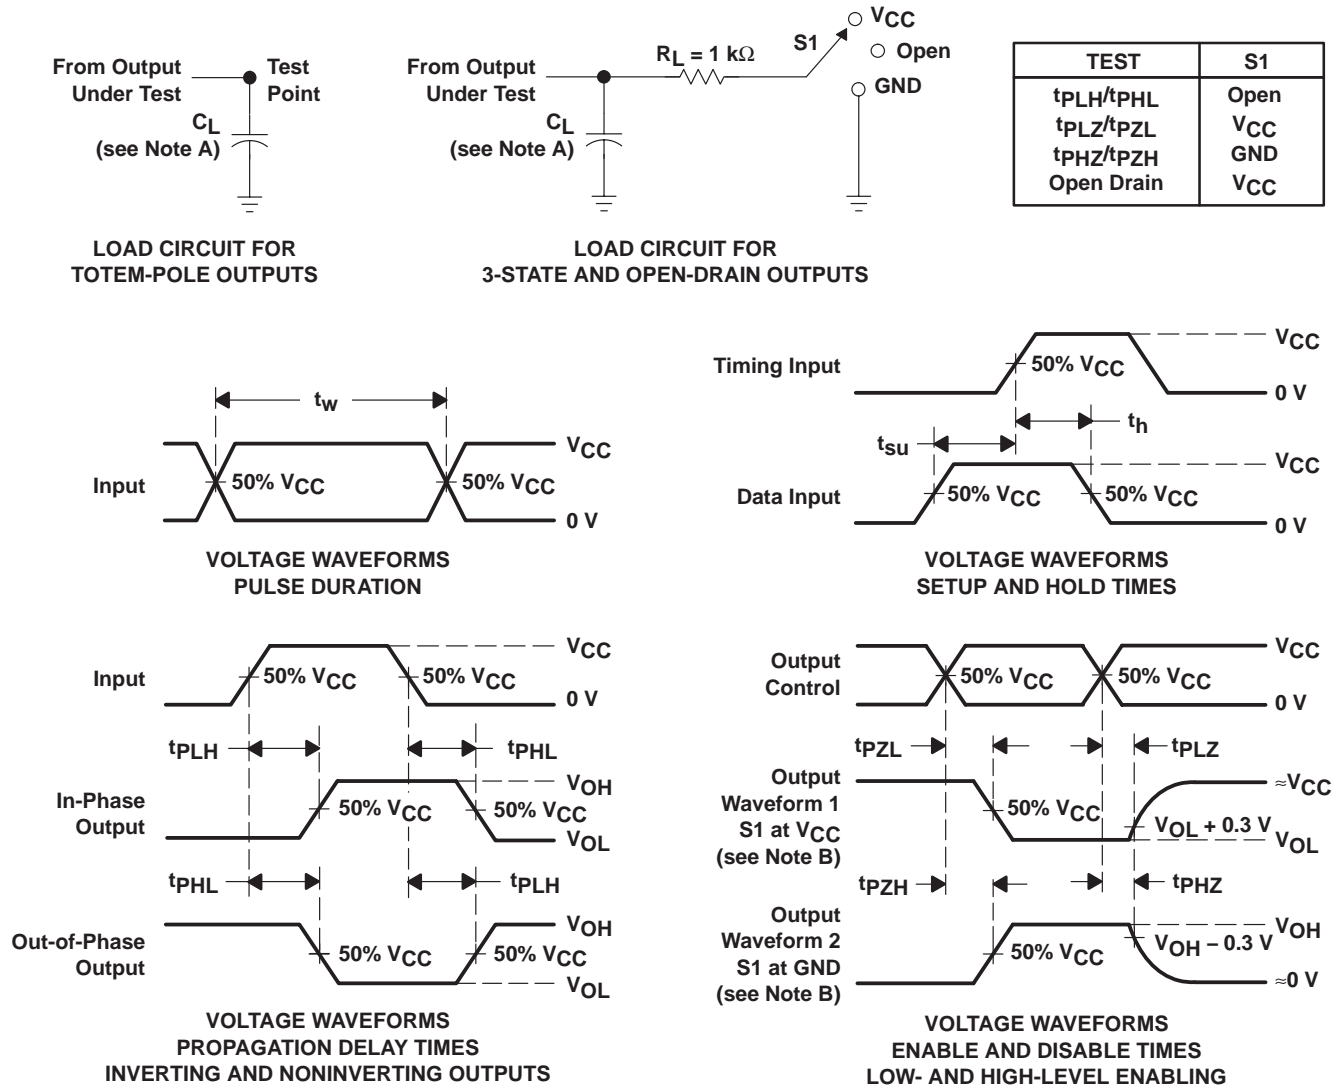 From Output
Under Test
Test
Point
CL
(see Note A)
LOAD CIRCUIT FOR
TOTEM-POLE OUTPUTS
From Output
Under Test
CL
(see Note A)
RL = 1 kΩ
S1
VCC
Open
GND
LOAD CIRCUIT FOR
3-STATE AND OPEN-DRAIN OUTPUTS
TEST S1
tPLH/tPHL Open
tPLZ/tPZL VCC
tPHZ/tPZH GND
Open Drain VCC
tw
Input
50% VCC
50% VCC
VCC
0 V
VOLTAGE WAVEFORMS
PULSE DURATION
Timing Input
50% VCC
VCC
0 V
tsu
th
Data Input
50% VCC
50% VCC
VCC
0 V
VOLTAGE WAVEFORMS
SETUP AND HOLD TIMES
Input
50% VCC
50% VCC
VCC
0 V
tPLH
tPHL
In-Phase
Output
50% VCC
50% VCC
VOH
VOL
tPHL
tPLH
Out-of-Phase
Output
50% VCC
50% VCC
VOH
VOL
VOLTAGE WAVEFORMS
PROPAGATION DELAY TIMES
INVERTING AND NONINVERTING OUTPUTS
Output
Control
50% VCC
50% VCC
VCC
0 V
tPZL
tPLZ
Output
Waveform 1
S1 at VCC
(see Note B)
50% VCC
≈VCC
VOL + 0.3 V
VOL
tPZH
tPHZ
Output
Waveform 2
S1 at GND
(see Note B)
50% VCC
VOH
VOH – 0.3 V
≈0 V
VOLTAGE WAVEFORMS
ENABLE AND DISABLE TIMES
LOW- AND HIGH-LEVEL ENABLING